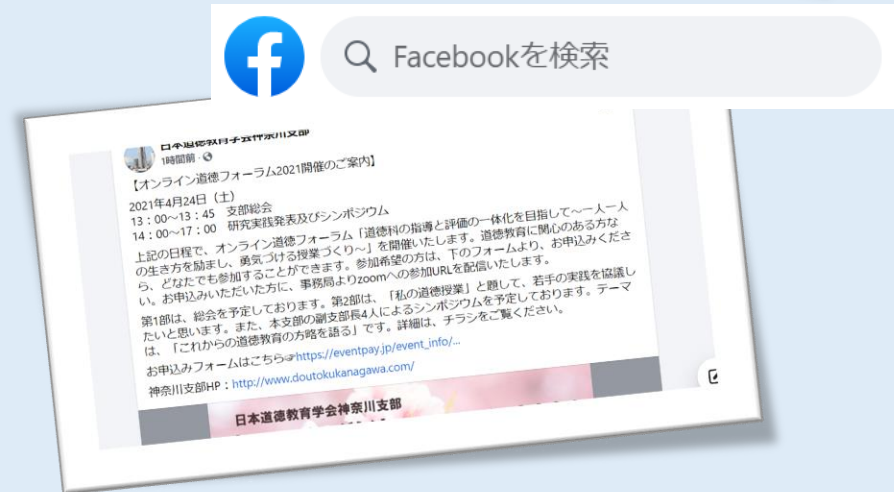 Facebookを検索
日本道徳教育学会神奈川支部
1時間前
【オンライン道徳フォーラム2021開催のご案内】
2021年4月24日（土）
13：00〜13：45　支部総会
14：00〜17：00　研究実践発表及びシンポジウム
上記の日程で、オンライン道徳フォーラム「道徳科の指導と評価の一体化を目指して〜一人一人
の生き方を励まし、勇気づける授業づくり〜」を開催いたします。道徳教育に関心のある方な
ら、どなたでも参加することができます。参加希望の方は、下のフォームより、お申込みくださ
い。お申込みいただいた方に、事務局よりzoomへの参加URLを配信いたします。
第1部は、総会を予定しております。第2部は、「私の道徳授業」と題して、若手の実践を協議し
たいと思います。また、本支部の副支部長4人によるシンポジウムを予定しております。テーマ
は、「これからの道徳教育の方略を語る」です。詳細は、チラシをご覧ください。
お申込みフォームはこちら☞https://eventpay.jp/event_info/...
神奈川支部HP：http://www.doutokukanagawa.com/
日本道徳教育学会神奈川支部